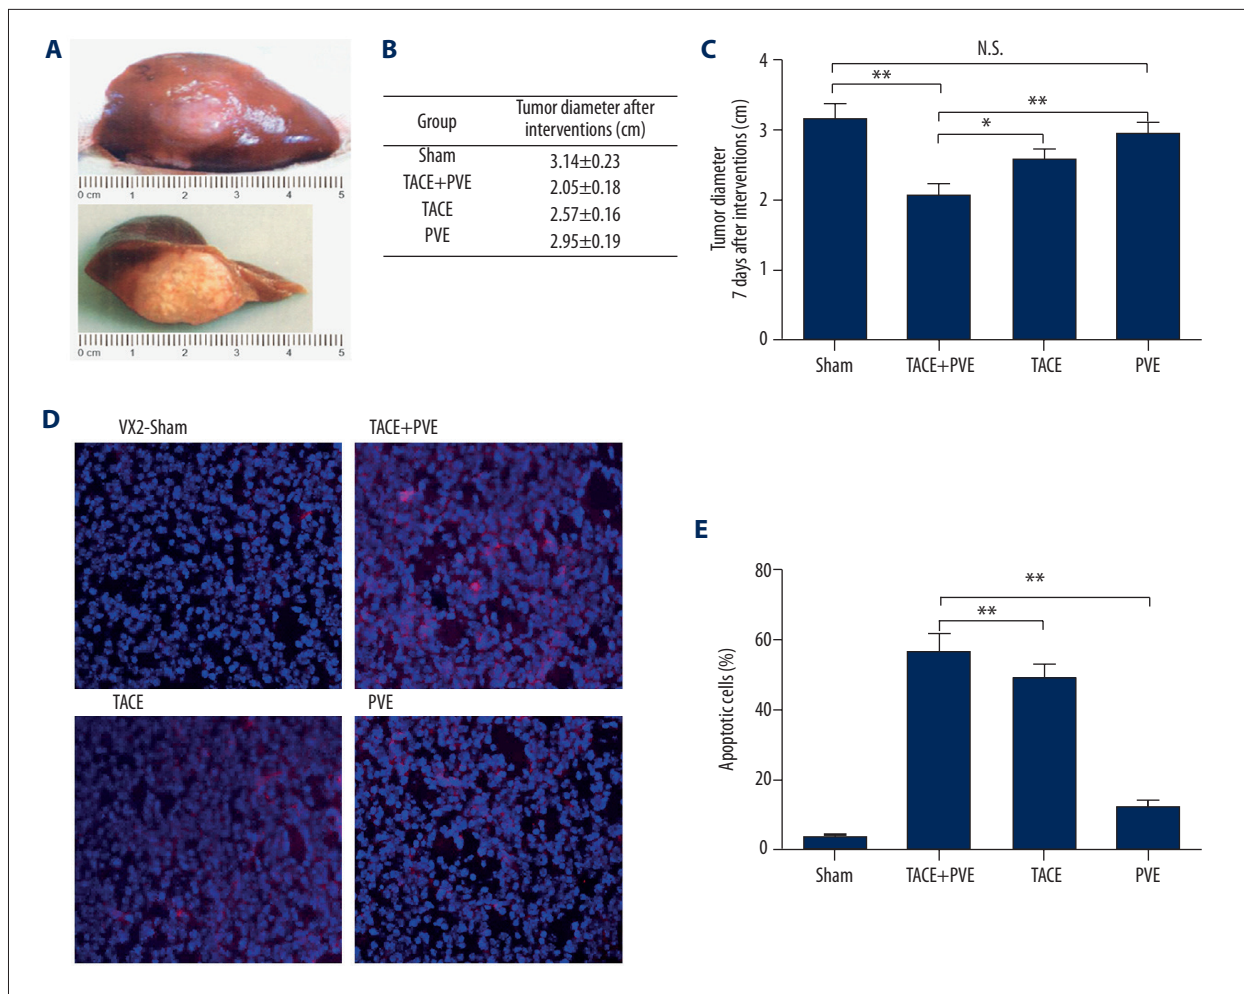 A
0 cm 1 2 3 4 5
0 cm 1 2 3 4 5
B
Group Tumor diameter after
interventions (cm)
Sham 3.14±0.23
TACE+PVE 2.05±0.18
TACE 2.57±0.16
PVE 2.95±0.19
C
N.S.
**
**
*
Tumor diameter
7 days after interventions (cm)
4
3
2
1
0
Sham TACE+PVE TACE PVE
D
VX2-Sham TACE+PVE
TACE PVE
E
**
**
Apoptotic cells (%)
80
60
40
20
0
Sham TACE+PVE TACE PVE